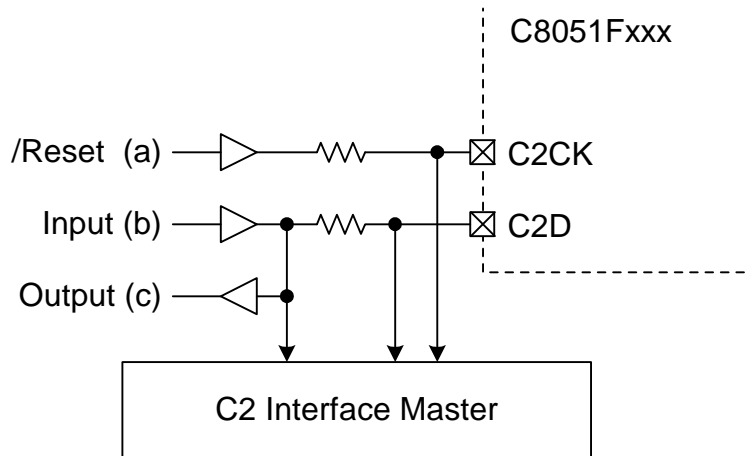 C8051Fxxx
/Reset (a)
C2CK
Input (b)
C2D
Output (c)
C2 Interface Master